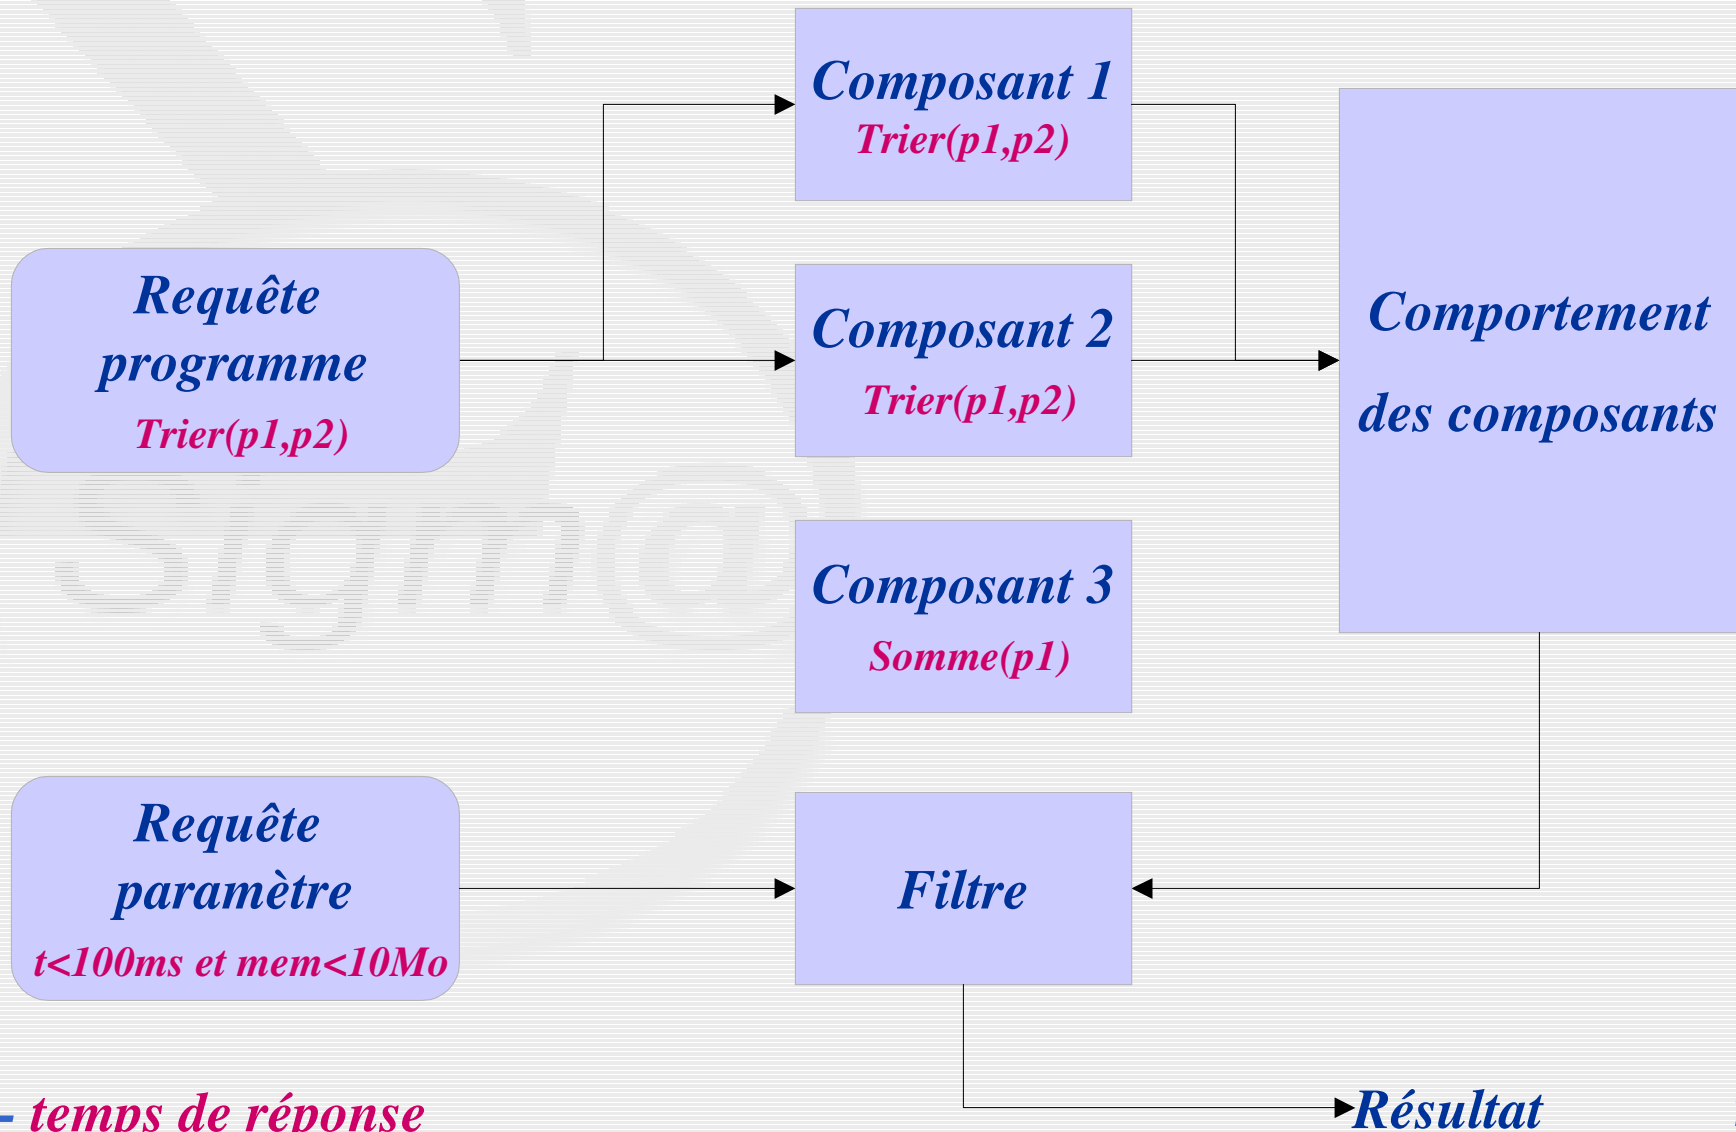 Composant 1
Trier(p1,p2)
Requête
programme
Trier(p1,p2)
Composant 2
Trier(p1,p2)
Comportement
des composants
Sigm@
Composant 3
Somme(p1)
Requête
paramètre
t<100ms et mem<10Mo
Filtre
- temps de réponse
Résultat